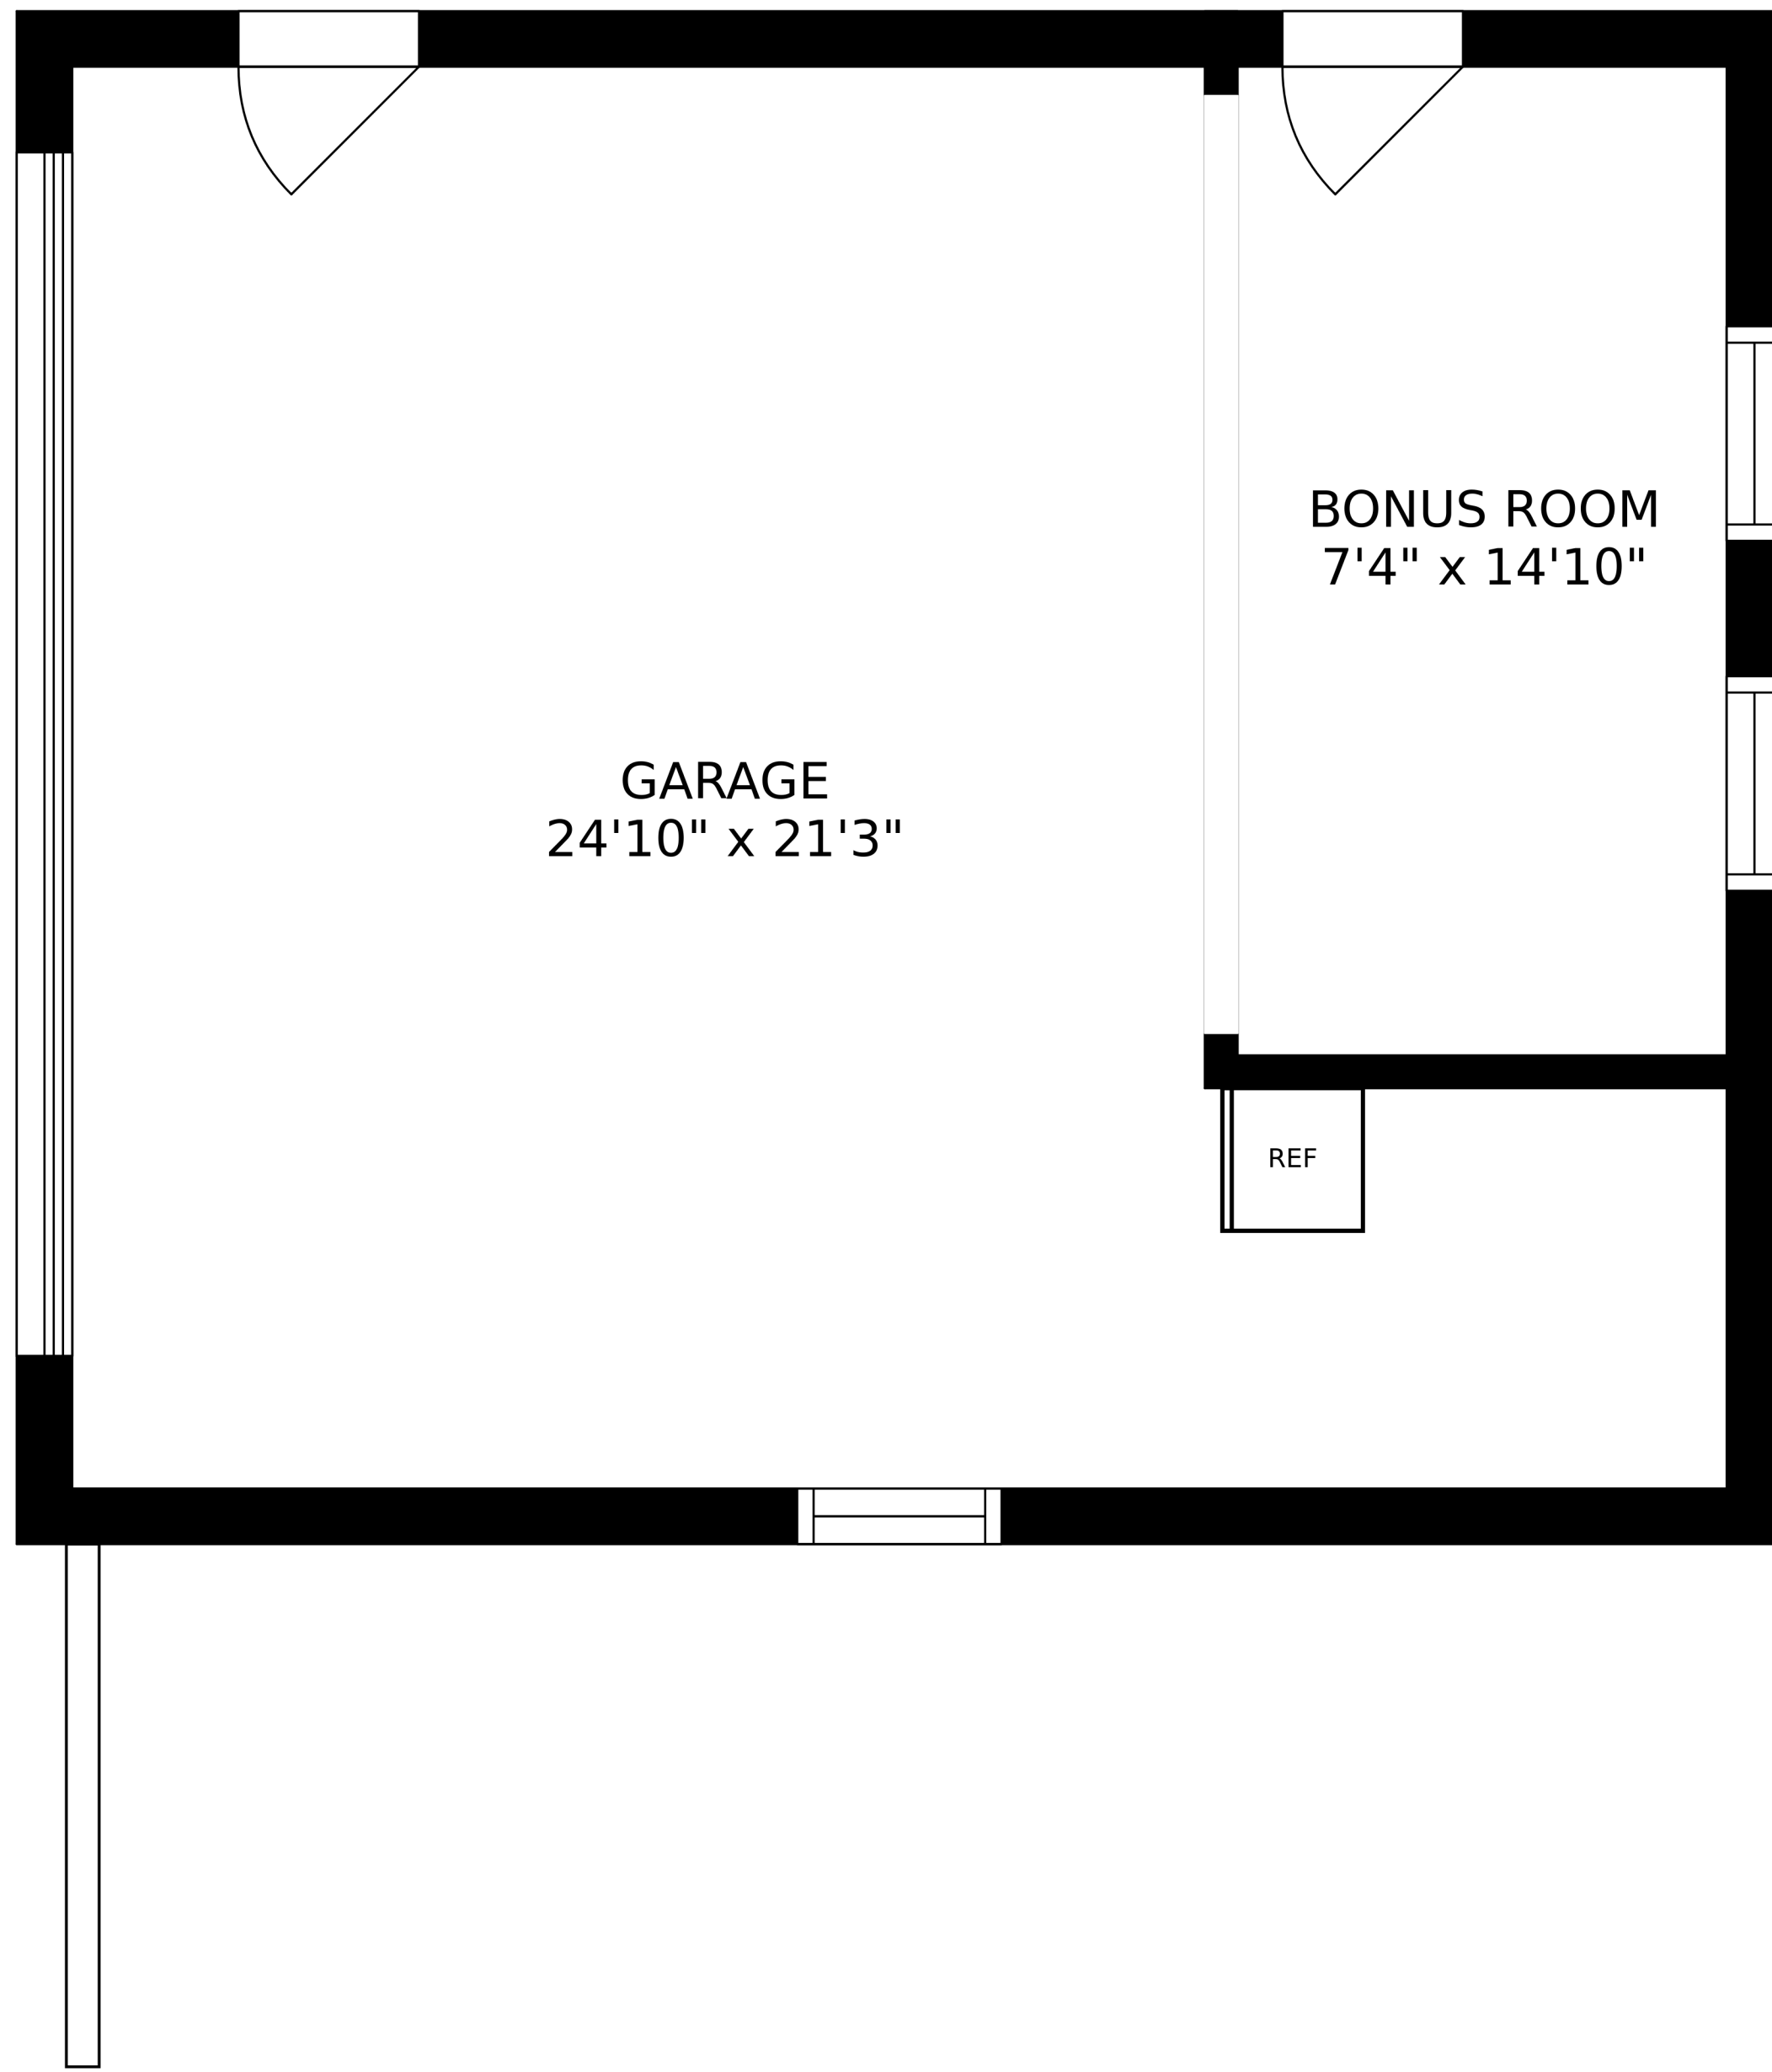 BONUS ROOM
7'4" x 14'10"
GARAGE
24'10" x 21'3"
REF